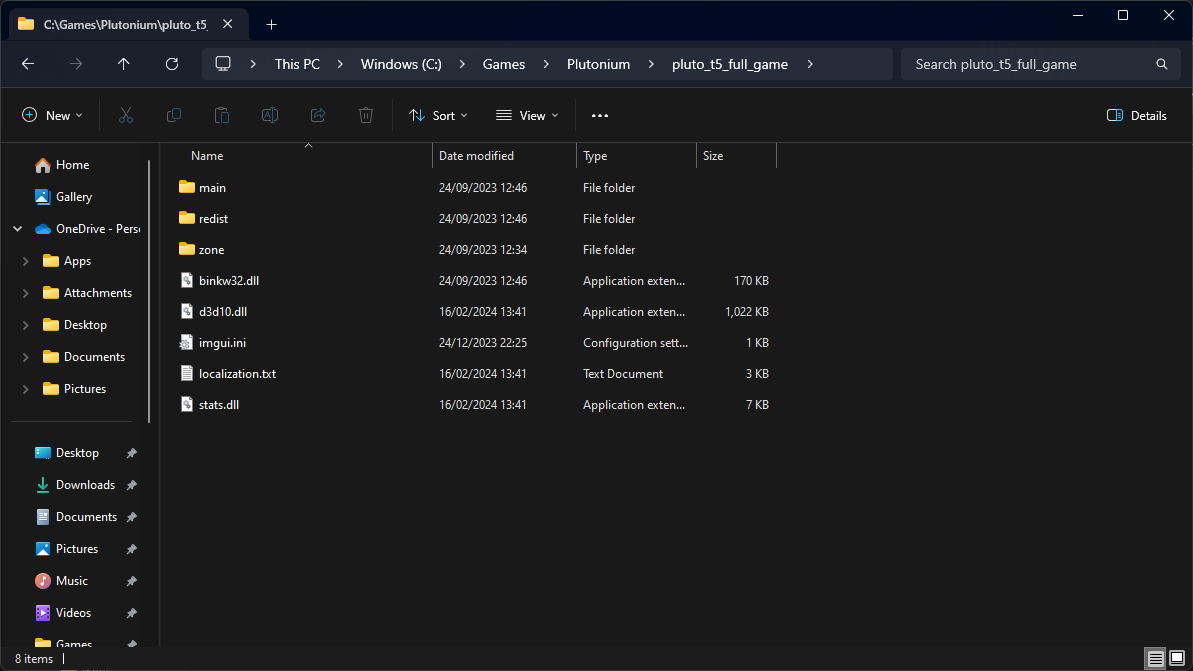 C:\Games\Plutonium\pluto_t5_
This PC > Windows (C:) > Games > Plutonium > pluto_t5_full_game >
Search pluto_t5_full_game
New
Sort
View
Details
Name Date modified Type Size
Home
Gallery
OneDrive - Pers
Apps
Attachments
Desktop
Documents
Pictures
Desktop
Downloads
Documents
Pictures
Music
Videos
Games
main 24/09/2023 12:46 File folder
redist 24/09/2023 12:46 File folder
zone 24/09/2023 12:34 File folder
binkw32.dll 24/09/2023 12:46 Application exten... 170 KB
d3d10.dll 16/02/2024 13:41 Application exten... 1,022 KB
imgui.ini 24/12/2023 22:25 Configuration sett... 1 KB
localization.txt 16/02/2024 13:41 Text Document 3 KB
stats.dll 16/02/2024 13:41 Application exten... 7 KB
8 items